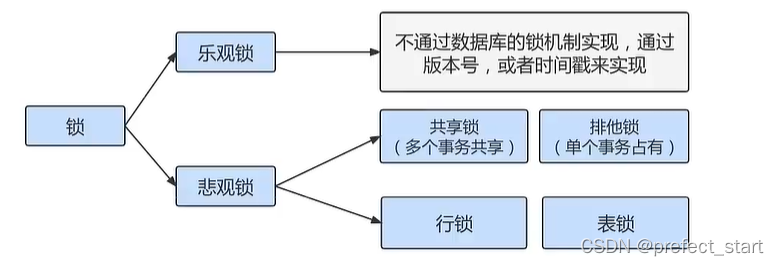 乐观锁
不通过数据库的锁机制实现，通过
版本号，或者时间戳来实现
锁
共享锁
（多个事务共享）
排他锁
（单个事务占有）
悲观锁
行锁
表锁
CSDN @prefect_start